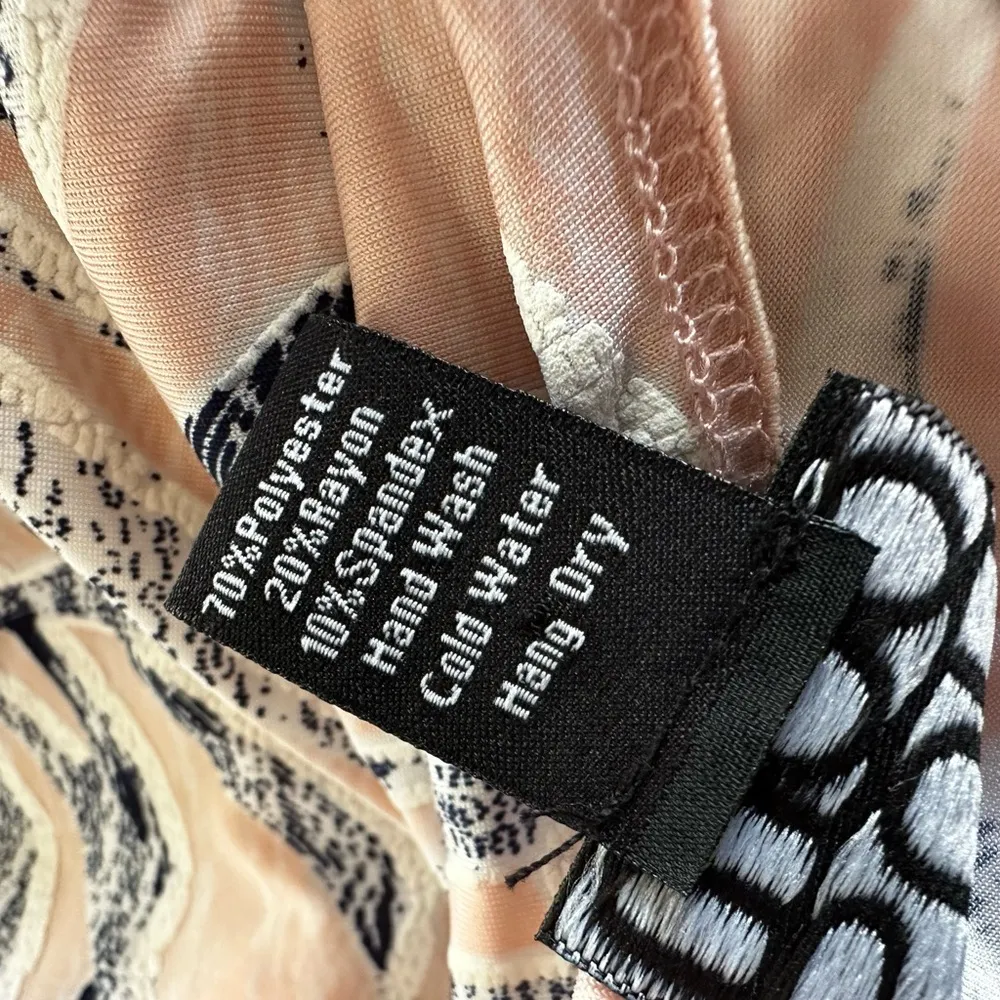 70%Polyester
20%Rayon
10%Spandex
Hand Wash
Cold Water
Hang Dry